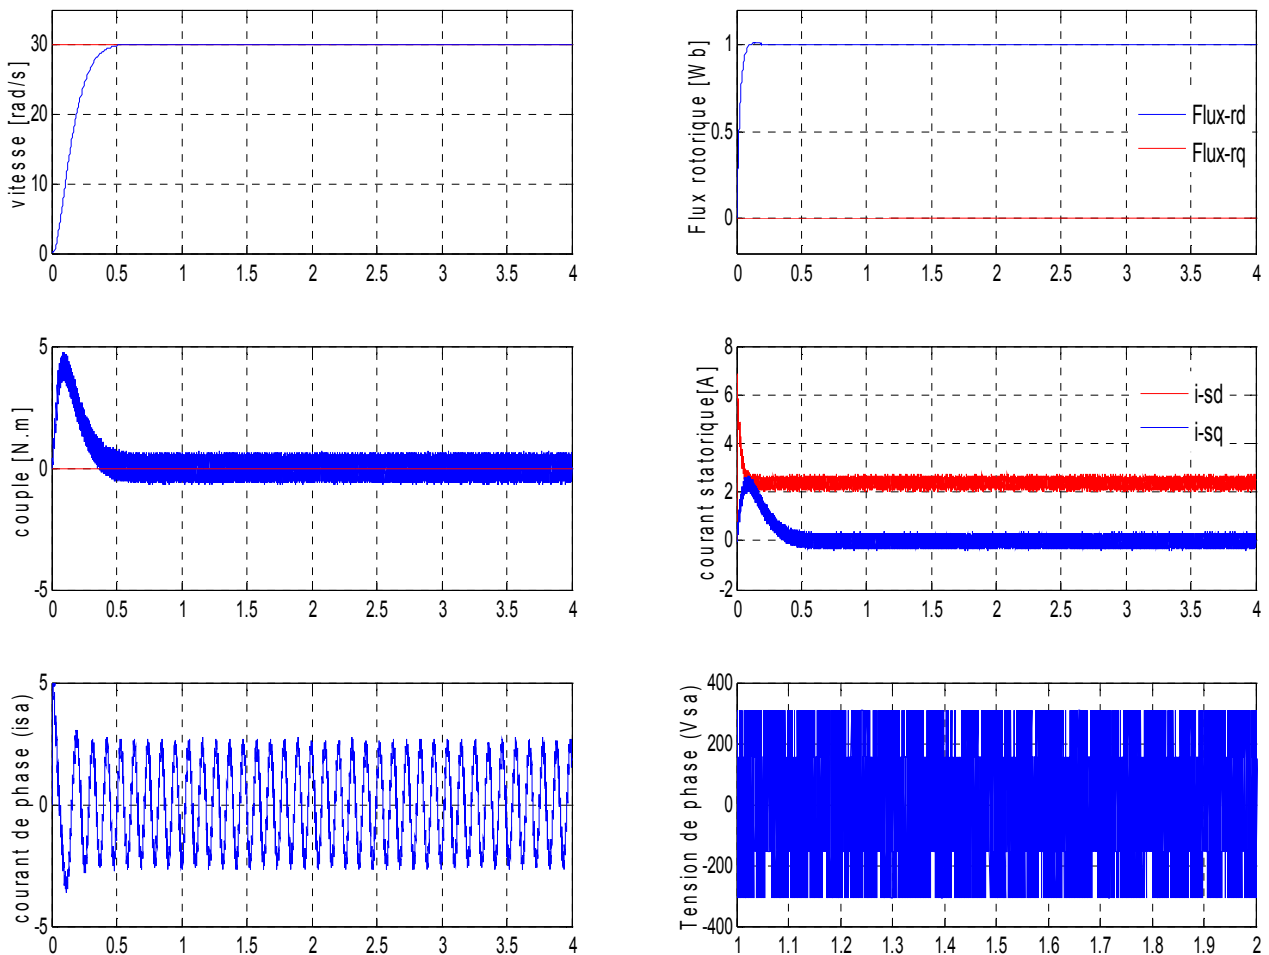 vitesse [rad/s]
30
20
10
0
0 0.5 1 1.5 2 2.5 3 3.5 4
Flux rotorique [Wb]
1
0.5
0
Flux-rd
Flux-rq
0 0.5 1 1.5 2 2.5 3 3.5 4
couple [N.m]
5
0
-5
0 0.5 1 1.5 2 2.5 3 3.5 4
courant statorique[A]
8
6
4
2
0
-2
i-sd
i-sq
0 0.5 1 1.5 2 2.5 3 3.5 4
courant de phase (isa)
5
0
-5
0 0.5 1 1.5 2 2.5 3 3.5 4
Tension de phase (Vsa)
400
200
0
-200
-400
1 1.1 1.2 1.3 1.4 1.5 1.6 1.7 1.8 1.9 2